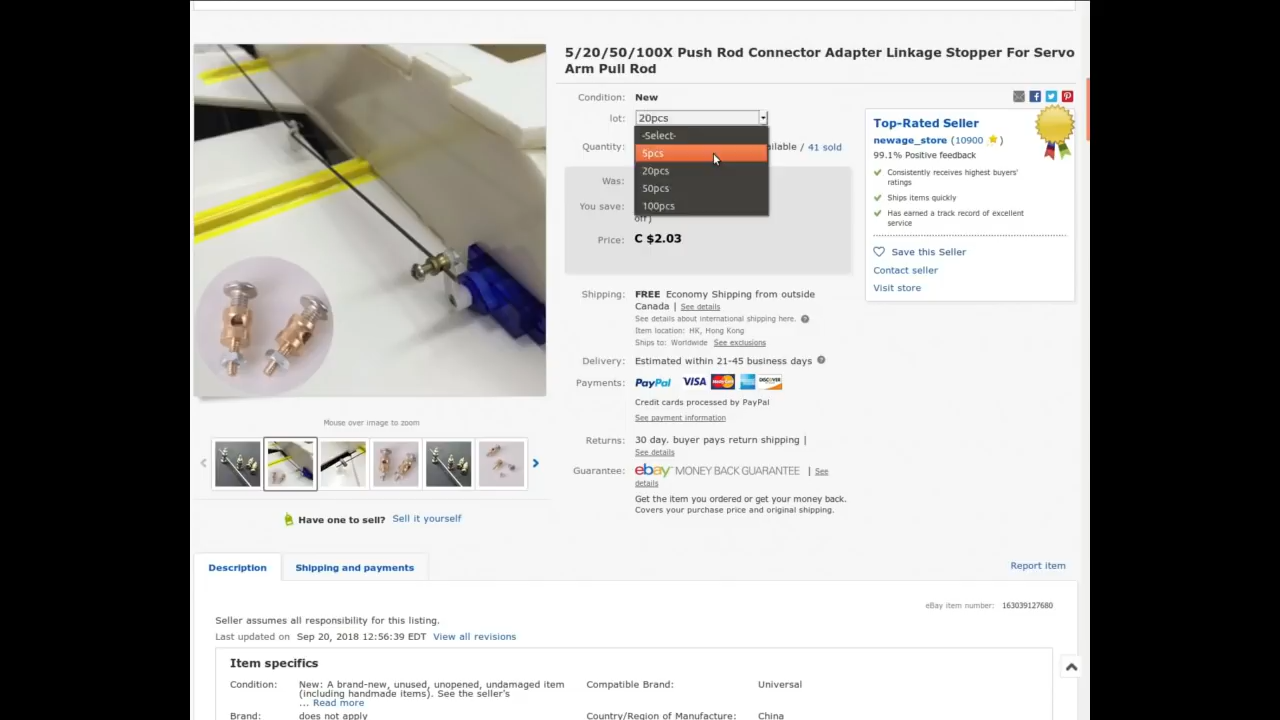 5/20/50/100X Push Rod Connector Adapter Linkage Stopper For Servo
Arm Pull Rod
Condition: New
lot: 20pcs
-Select-
5pcs
20pcs
50pcs
100pcs
Quantity: / 41 sold
Was:
You save:
off)
Price: C $2.03
Top-Rated Seller
newage_store (10900 )
99.1% Positive feedback
Consistently receives highest buyers'
ratings
Ships items quickly
Has earned a track record of excellent
service
Save this Seller
Contact seller
Visit store
Shipping: FREE Economy Shipping from outside
Canada | See details
See details about international shipping here. ?
Item location: HK, Hong Kong
Ships to: Worldwide See exclusions
Delivery: Estimated within 21-45 business days ?
Payments: PayPal VISA MasterCard DISCOVER
Credit cards processed by PayPal
See payment information
Returns: 30 day. buyer pays return shipping |
See details
Guarantee: ebay MONEY BACK GUARANTEE | See
details
Get the item you ordered or get your money back.
Covers your purchase price and original shipping.
Mouse over image to zoom
Have one to sell? Sell it yourself
Description
Shipping and payments
Report item
eBay item number: 163039127680
Seller assumes all responsibility for this listing.
Last updated on Sep 20, 2018 12:56:39 EDT View all revisions
Item specifics
Condition: New: A brand-new, unused, unopened, undamaged item
(including handmade items). See the seller's
... Read more
Compatible Brand: Universal
Brand: does not apply
Country/Region of Manufacture: China